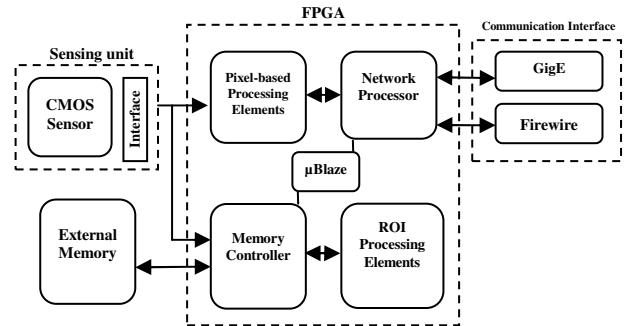 FPGA
Communication Interface
Sensing unit
CMOS
Sensor
Interface
Pixel-based
Processing
Elements
Network
Processor
GigE
Firewire
µBlaze
External
Memory
Memory
Controller
ROI
Processing
Elements